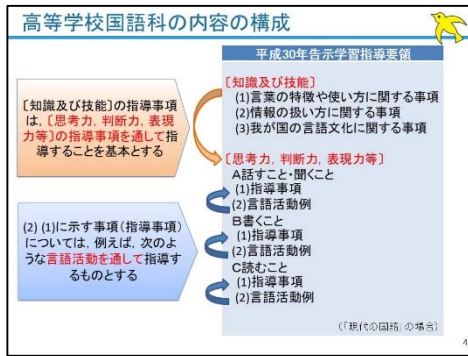 高等学校国語科の内容の構成
平成30年告示学習指導要領
〔知識及び技能〕の指導事項
は,〔思考力,判断力,表現
力等〕の指導事項を通して指
導することを基本とする
〔知識及び技能〕
(1)言葉の特徴や使い方に関する事項
(2)情報の扱い方に関する事項
(3)我が国の言語文化に関する事項
〔思考力,判断力,表現力等〕
A話すこと・聞くこと
(1)指導事項
(2)言語活動例
B書くこと
(1)指導事項
(2)言語活動例
C読むこと
(1)指導事項
(2)言語活動例
(2) (1)に示す事項(指導事項)
については,例えば,次のよ
うな言語活動を通して指導す
るものとする
(「現代の国語」の場合)
4